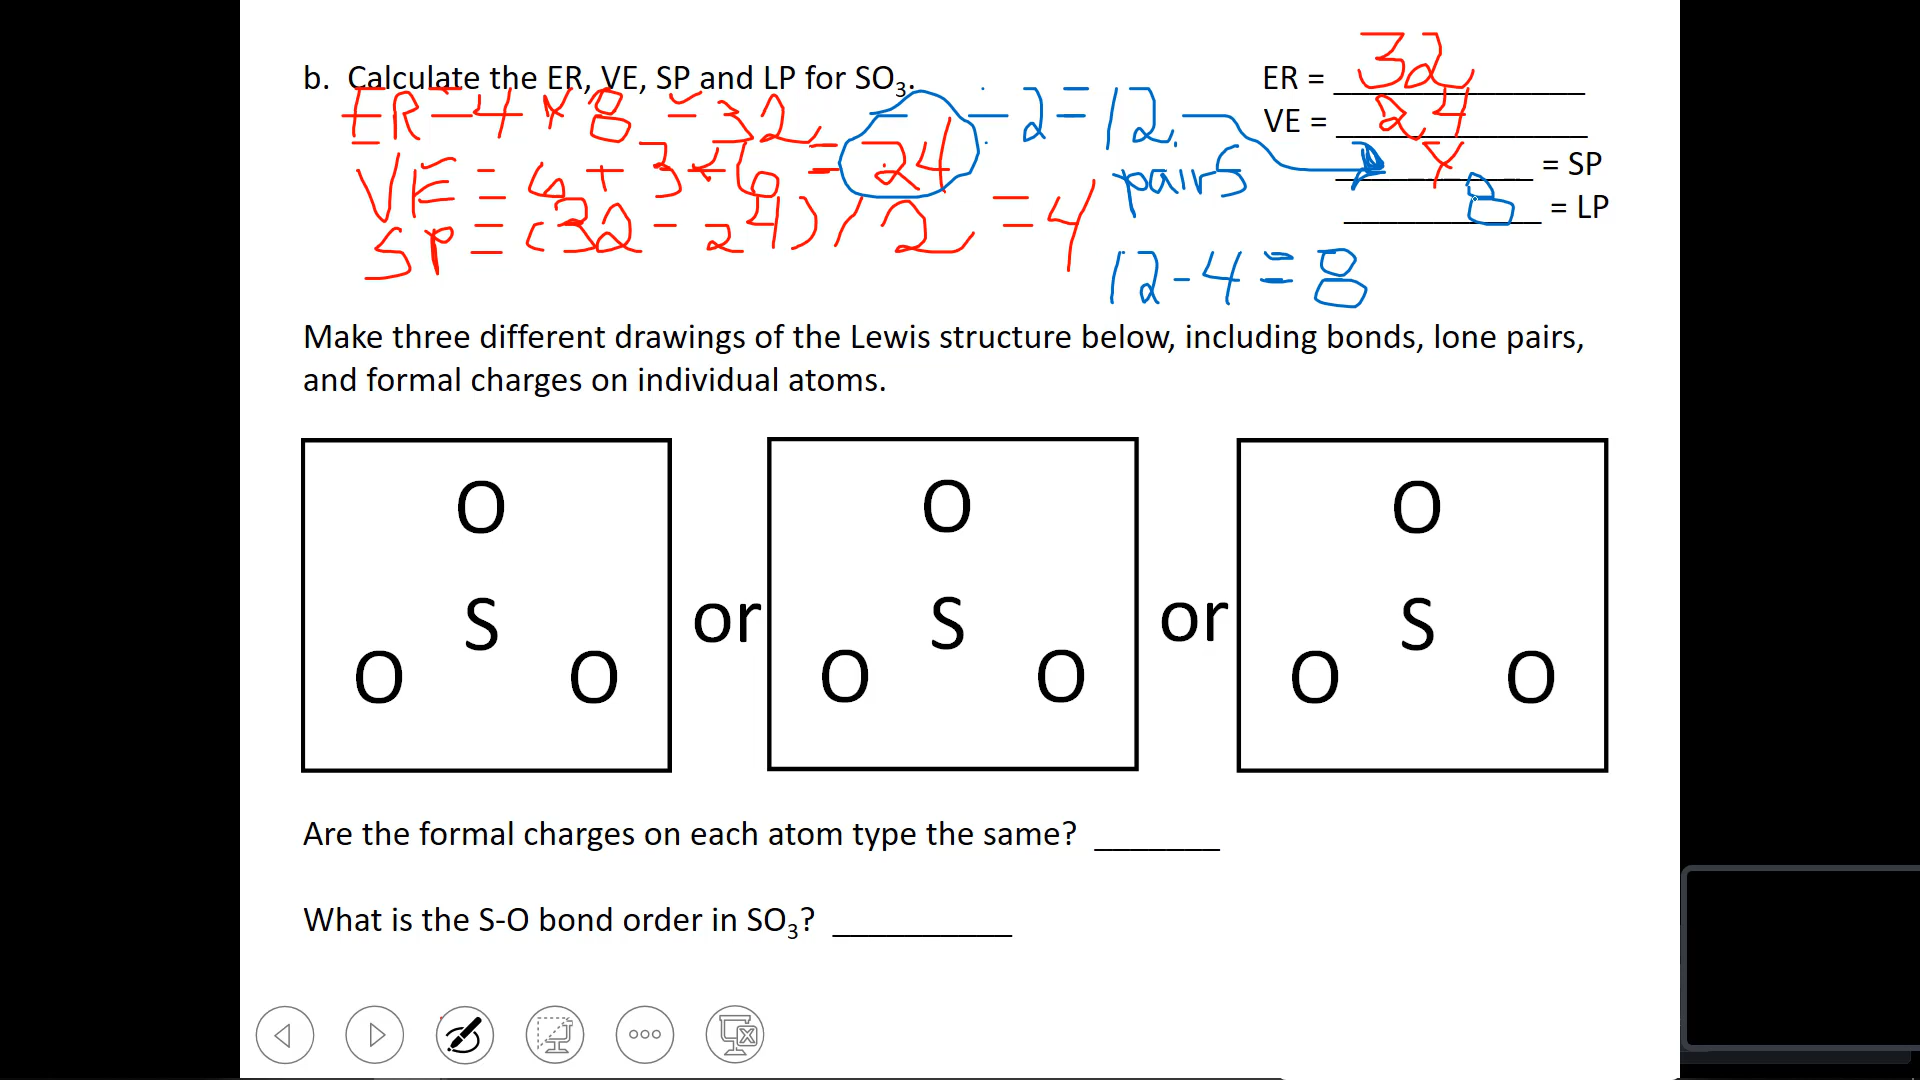 b. Calculate the ER, VE, SP and LP for SO₃.
ER = 32
ER = 4 × 8 = 32
÷ 2 = 12
VE = 24
VE = 6 + 3 × 6 = 24
pairs
4 = SP
SP = (32 - 24) / 2 = 4
8 = LP
12 - 4 = 8
Make three different drawings of the Lewis structure below, including bonds, lone pairs,
and formal charges on individual atoms.
O O O
S or S or S
O O O O O O
Are the formal charges on each atom type the same? _______
What is the S-O bond order in SO₃? __________